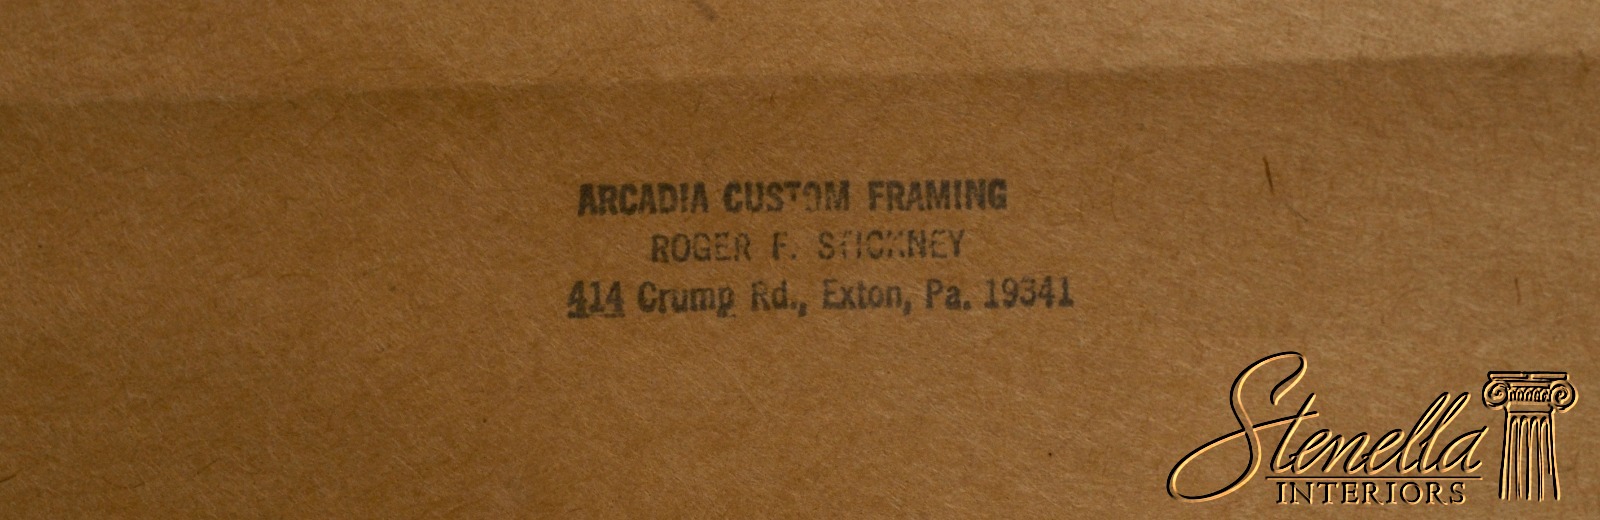 ARCADIA CUSTOM FRAMING
ROGER F. STICKNEY
414 Crump Rd., Exton, Pa. 19341
Stenella
INTERIORS